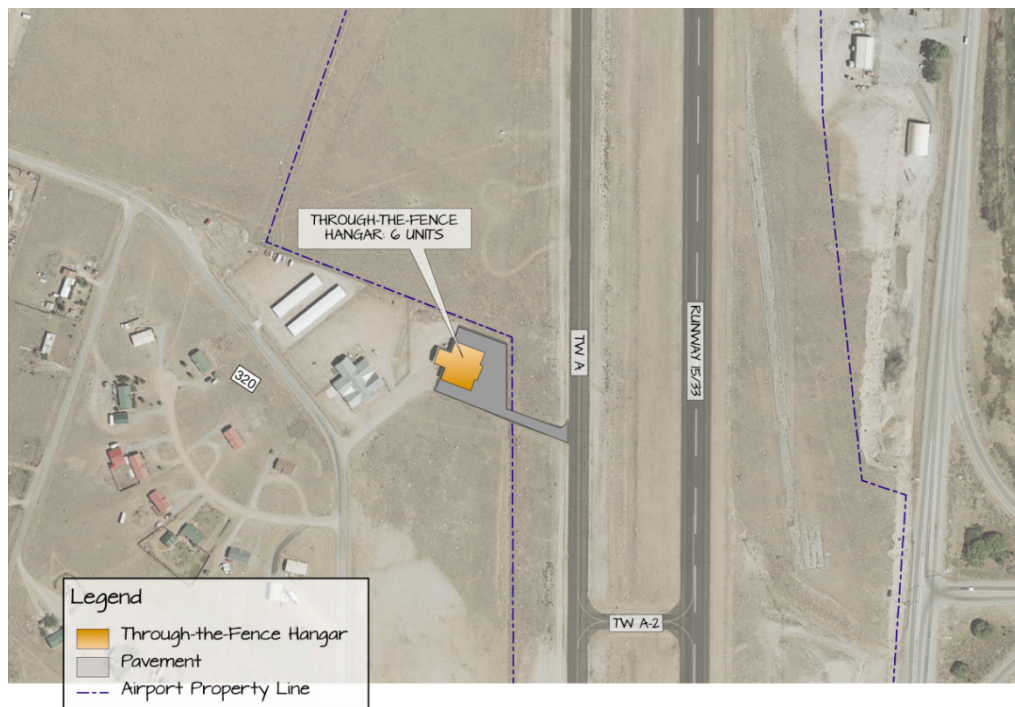 THROUGH-THE-FENCE
HANGAR: 6 UNITS
TW A
RUNWAY 15/33
320
TW A-2
Legend
Through-the-Fence Hangar
Pavement
Airport Property Line